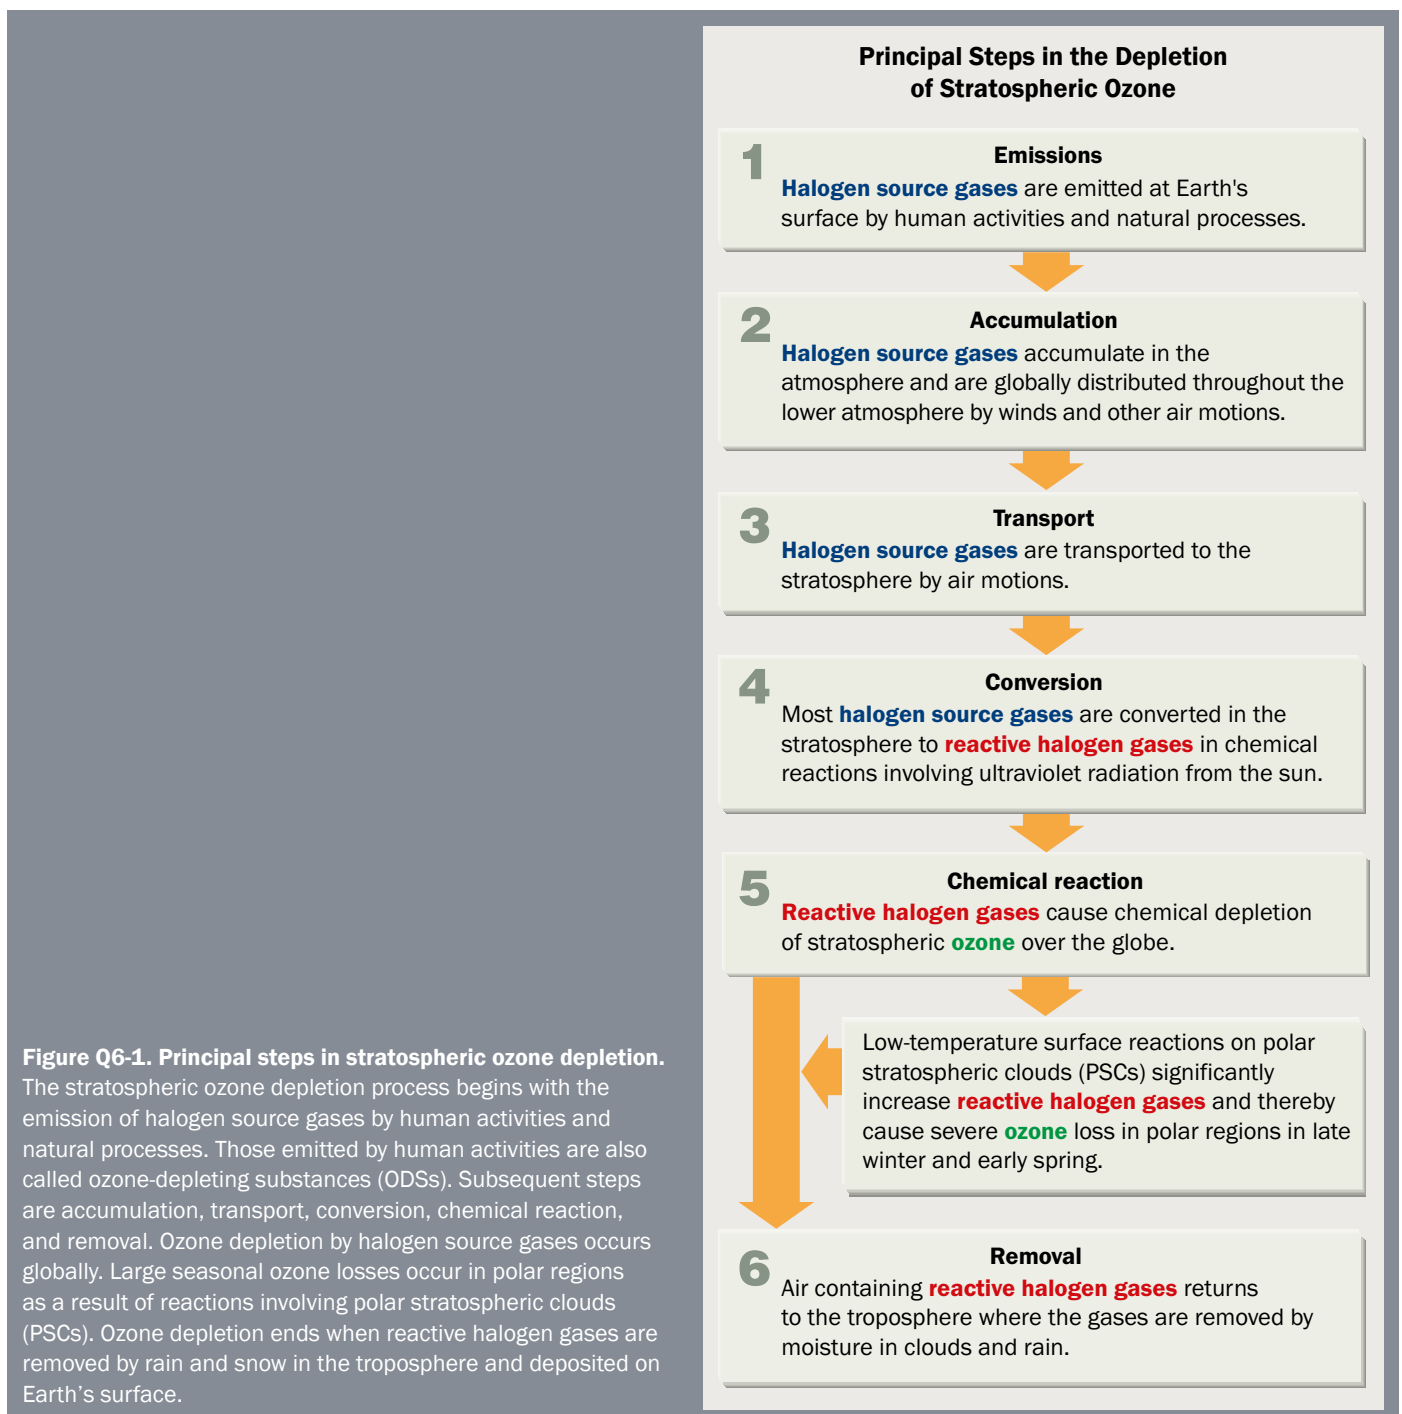 Principal Steps in the Depletion
of Stratospheric Ozone
1
Emissions
Halogen source gases are emitted at Earth's
surface by human activities and natural processes.
2
Accumulation
Halogen source gases accumulate in the
atmosphere and are globally distributed throughout the
lower atmosphere by winds and other air motions.
3
Transport
Halogen source gases are transported to the
stratosphere by air motions.
4
Conversion
Most halogen source gases are converted in the
stratosphere to reactive halogen gases in chemical
reactions involving ultraviolet radiation from the sun.
5
Chemical reaction
Reactive halogen gases cause chemical depletion
of stratospheric ozone over the globe.
Low-temperature surface reactions on polar
stratospheric clouds (PSCs) significantly
increase reactive halogen gases and thereby
cause severe ozone loss in polar regions in late
winter and early spring.
6
Removal
Air containing reactive halogen gases returns
to the troposphere where the gases are removed by
moisture in clouds and rain.
Figure Q6-1. Principal steps in stratospheric ozone depletion.
The stratospheric ozone depletion process begins with the
emission of halogen source gases by human activities and
natural processes. Those emitted by human activities are also
called ozone-depleting substances (ODSs). Subsequent steps
are accumulation, transport, conversion, chemical reaction,
and removal. Ozone depletion by halogen source gases occurs
globally. Large seasonal ozone losses occur in polar regions
as a result of reactions involving polar stratospheric clouds
(PSCs). Ozone depletion ends when reactive halogen gases are
removed by rain and snow in the troposphere and deposited on
Earth’s surface.